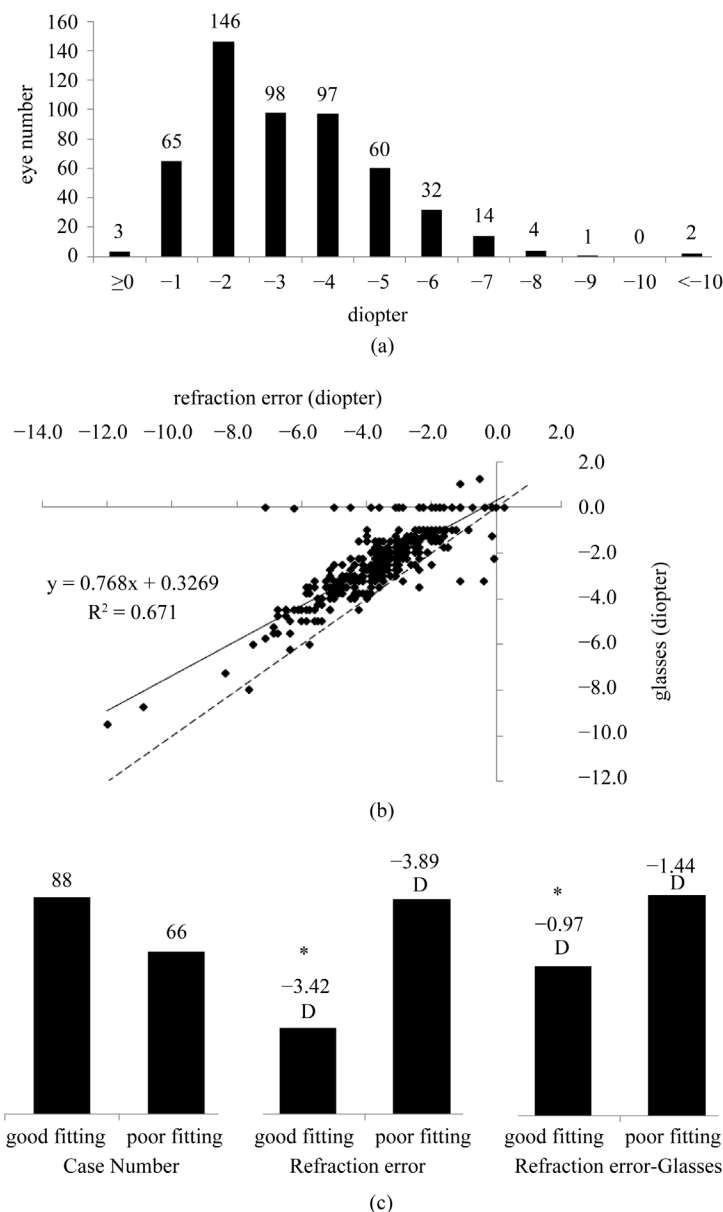 160
146
140
120
98
97
100
80
65
60
60
40
32
20
14
3
4
1
0
2
0
eye number
≥0 −1 −2 −3 −4 −5 −6 −7 −8 −9 −10 <−10
diopter
(a)
refraction error (diopter)
−14.0 −12.0 −10.0 −8.0 −6.0 −4.0 −2.0 0.0 2.0
2.0
0.0
−2.0
−4.0
−6.0
−8.0
−10.0
−12.0
glasses (diopter)
y = 0.768x + 0.3269
R² = 0.671
(b)
88
66
*
−3.42
D
−3.89
D
*
−0.97
D
−1.44
D
good fitting poor fitting good fitting poor fitting good fitting poor fitting
Case Number Refraction error Refraction error-Glasses
(c)